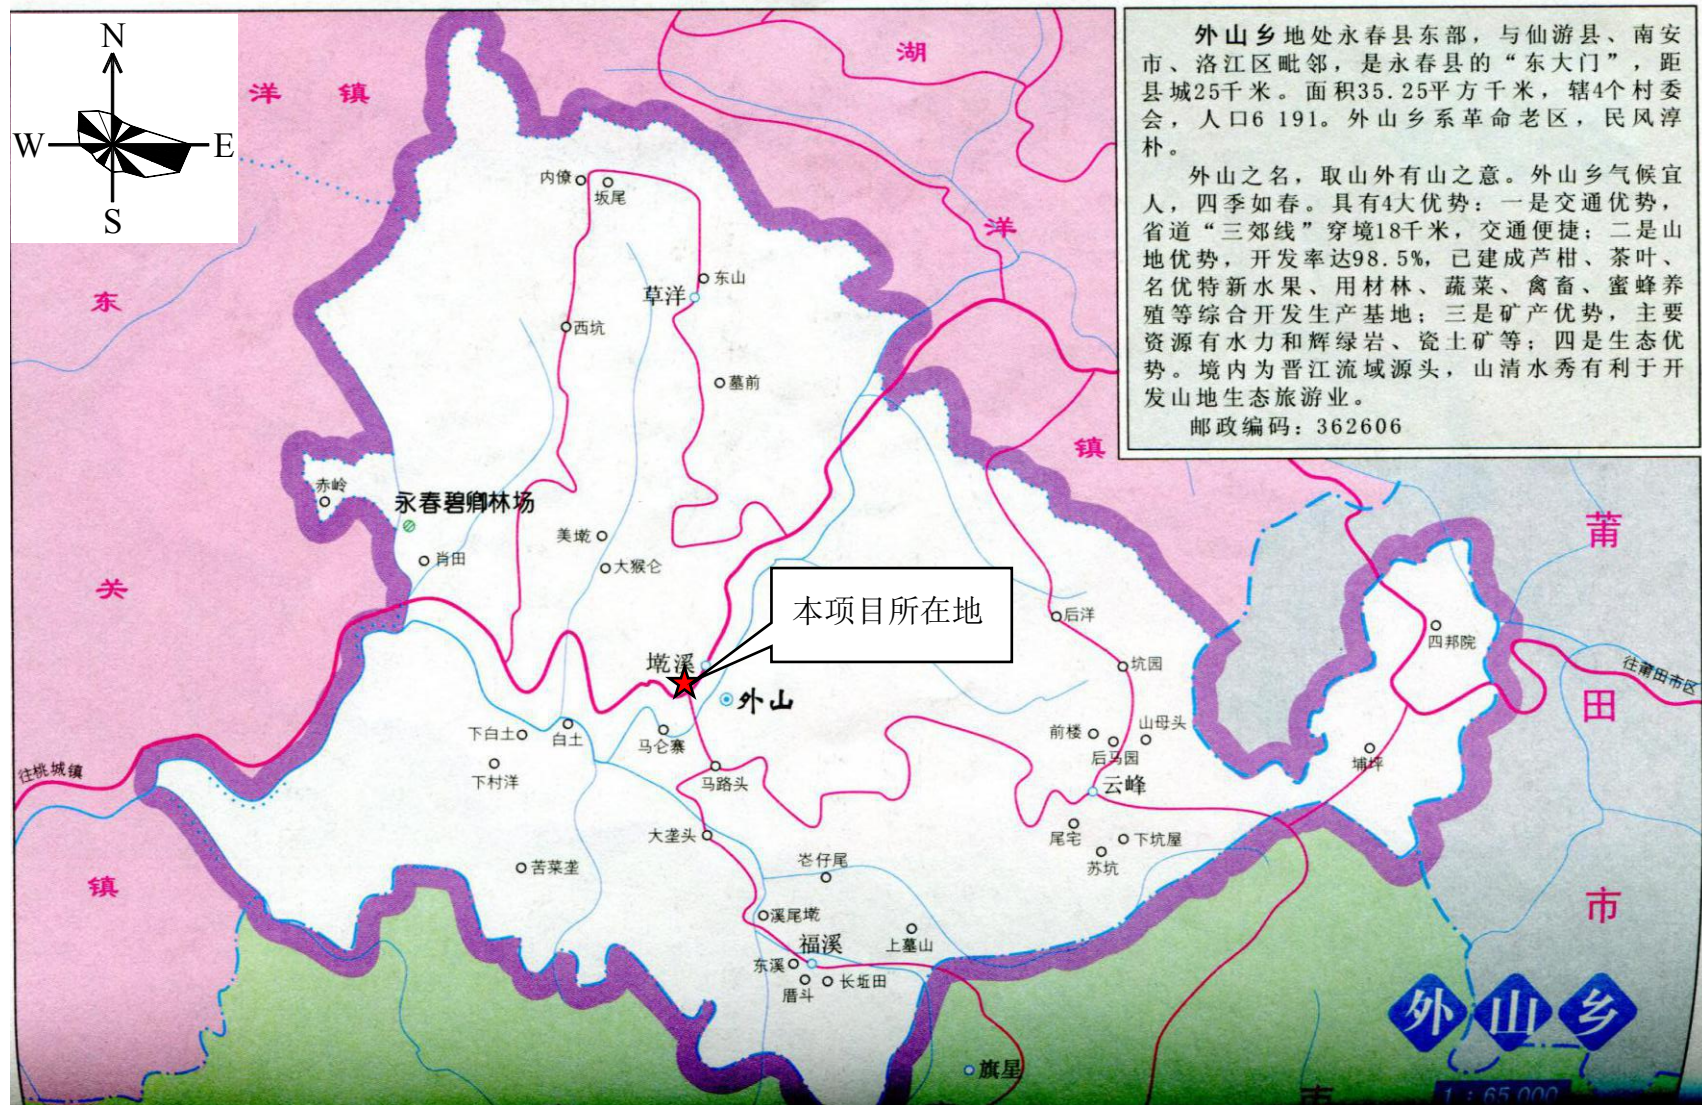 N
W
E
S
外山乡地处永春县东部，与仙游县、南安
市、洛江区毗邻，是永春县的“东大门”，距
县城25千米。面积35.25平方千米，辖4个村委
会，人口6 191。外山乡系革命老区，民风淳
朴。
外山之名，取山外有山之意。外山乡气候宜
人，四季如春。具有4大优势：一是交通优势，
省道“三郊线”穿境18千米，交通便捷；二是山
地优势，开发率达98.5%，已建成芦柑、茶叶、
名优特新水果、用材林、蔬菜、禽畜、蜜蜂养
殖等综合开发生产基地；三是矿产优势，主要
资源有水力和辉绿岩、瓷土矿等；四是生态优
势。境内为晋江流域源头，山清水秀有利于开
发山地生态旅游业。
邮政编码：362606
湖
洋
镇
东
关
镇
洋 镇
内僚
坂尾
东山
草洋
西坑
墓前
赤岭
永春碧卿林场
肖田
美墘
大猴仑
本项目所在地
后洋
墘溪
坑园
外山
四邦院
往莆田市区
莆
田
市
下白土
白土
马仑寨
前楼
山母头
后马园
埔坪
往桃城镇
下村洋
马路头
云峰
大垄头
尾宅
下坑屋
苏坑
苦菜垄
岺仔尾
溪尾墘
上墓山
福溪
东溪
厝斗
长垢田
外山乡
旗星
1：65 000